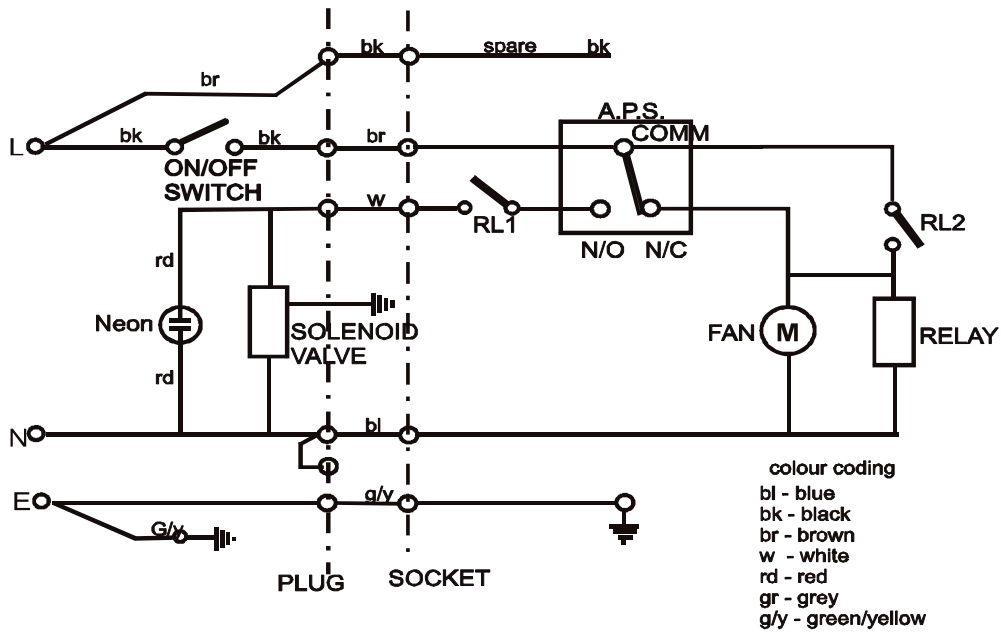 bk spare bk
br
A.P.S.
COMM
L bk bk br
ON/OFF
SWITCH
w
RL1
RL2
N/O N/C
rd
Neon
SOLENOID
VALVE
FAN M RELAY
rd
N bl
E g/y
G/y
PLUG SOCKET
colour coding
bl - blue
bk - black
br - brown
w - white
rd - red
gr - grey
g/y - green/yellow